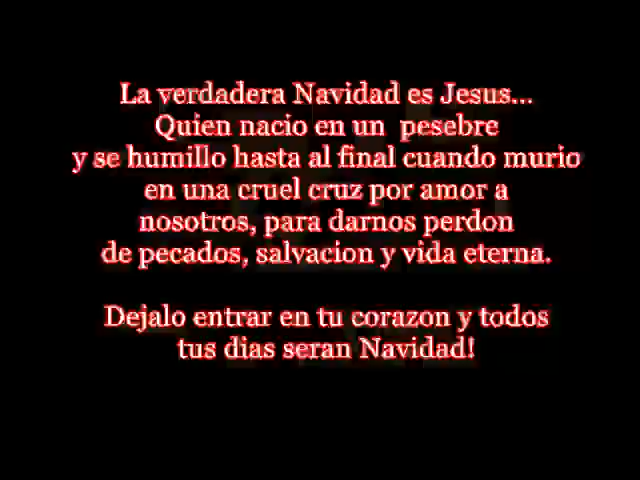 La verdadera Navidad es Jesus...
Quien nacio en un pesebre
y se humillo hasta al final cuando murio
en una cruel cruz por amor a
nosotros, para darnos perdon
de pecados, salvacion y vida eterna.
Dejalo entrar en tu corazon y todos
tus dias seran Navidad!